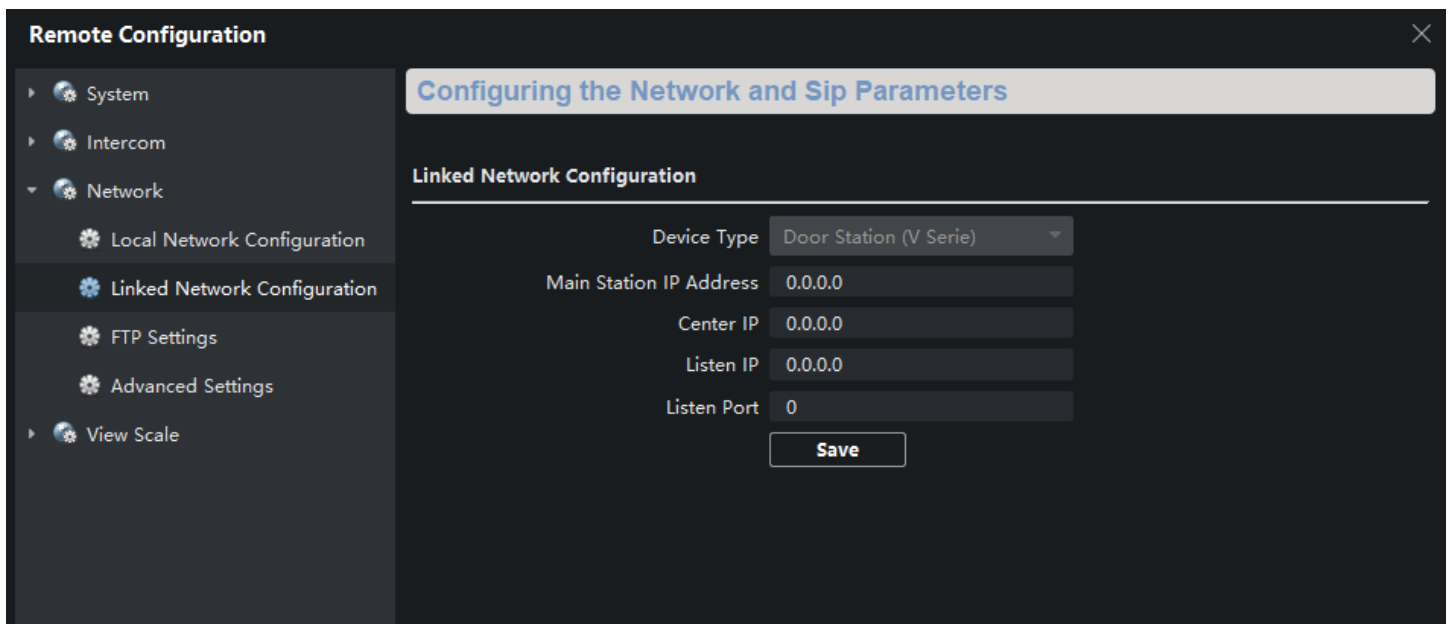 Remote Configuration
System
Intercom
Network
Local Network Configuration
Linked Network Configuration
FTP Settings
Advanced Settings
View Scale
Configuring the Network and Sip Parameters
Linked Network Configuration
Device Type Door Station (V Serie)
Main Station IP Address 0.0.0.0
Center IP 0.0.0.0
Listen IP 0.0.0.0
Listen Port 0
Save